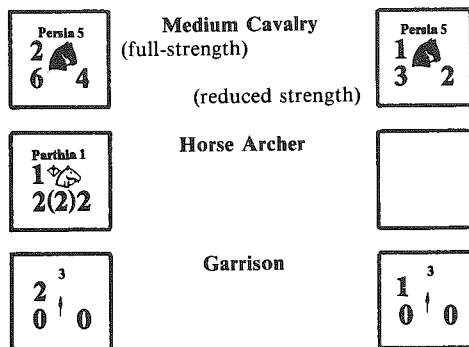 Persia 5
2
6 4
Medium Cavalry
(full-strength)
(reduced strength)
Persia 5
1
3 2
Parthia 1
1
2(2)2
Horse Archer
3
2
0 0
Garrison
3
1
0 0